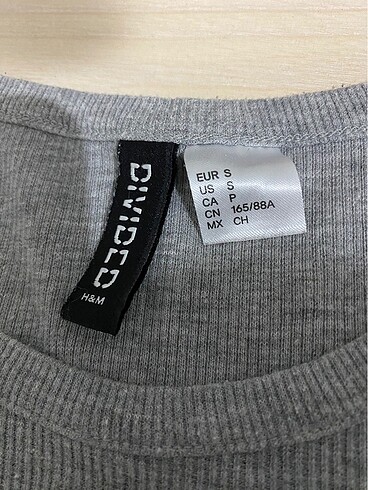 DIVIDED
H&M
EUR S
US S
CA P
CN 165/88A
MX CH